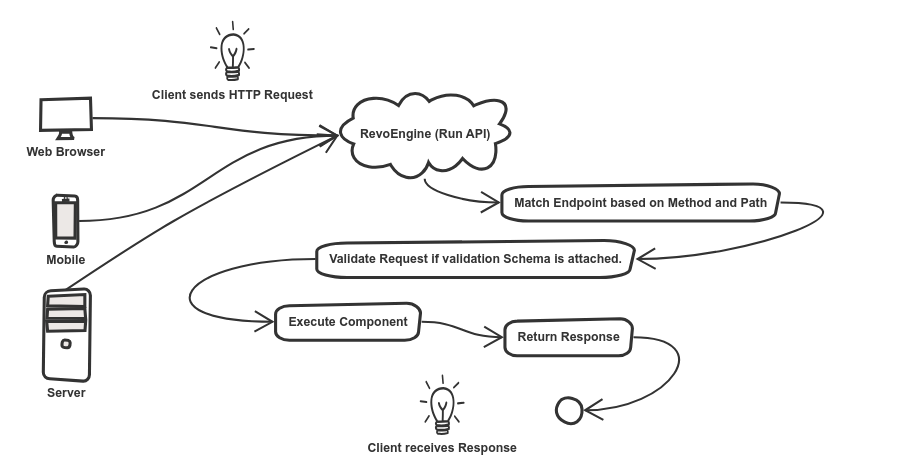 Client sends HTTP Request
RevoEngine (Run API)
Web Browser
Match Endpoint based on Method and Path
Mobile
Validate Request if validation Schema is attached.
Execute Component
Return Response
Server
Client receives Response